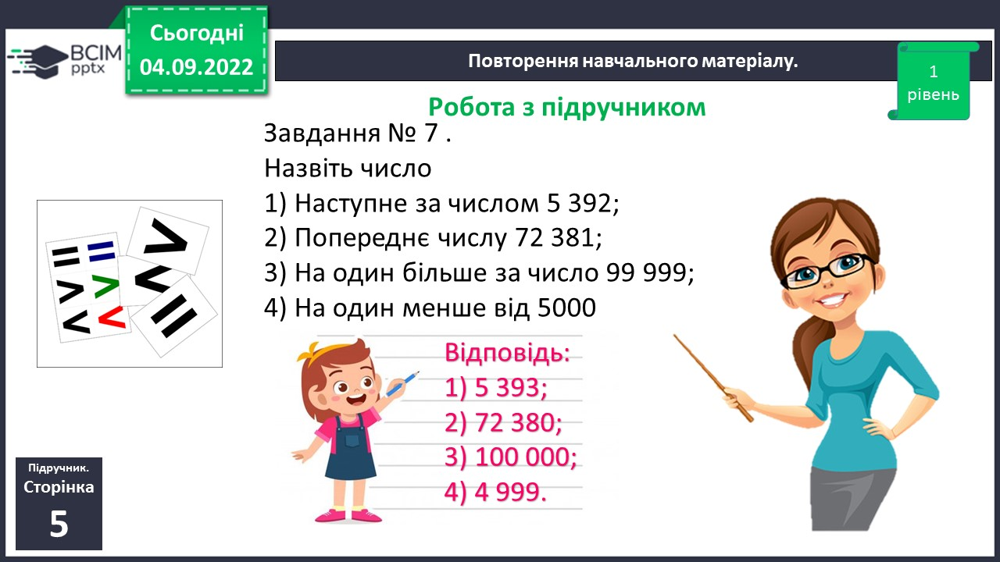 Сьогодні
04.09.2022
ВСІМ
pptx
Повторення навчального матеріалу.
1
рівень
Робота з підручником
Завдання № 7 .
Назвіть число
1) Наступне за числом 5 392;
2) Попереднє числу 72 381;
3) На один більше за число 99 999;
4) На один менше від 5000
Відповідь:
1) 5 393;
2) 72 380;
3) 100 000;
4) 4 999.
Підручник.
Сторінка
5